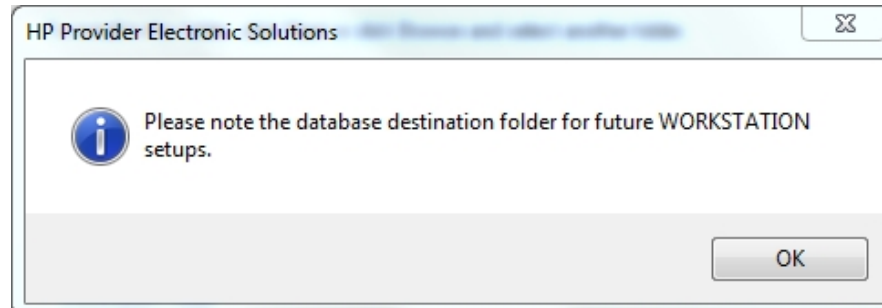 HP Provider Electronic Solutions
Please note the database destination folder for future WORKSTATION
setups.
OK